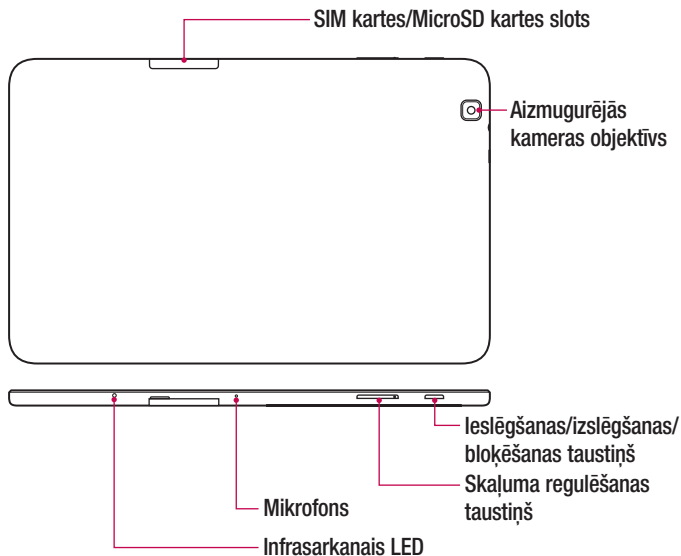 SIM kartes/MicroSD kartes slots
Aizmugurējās
kameras objektīvs
Ieslēgšanas/izslēgšanas/
bloķēšanas taustiņš
Skaļuma regulēšanas
taustiņš
Mikrofons
Infrasarkanais LED